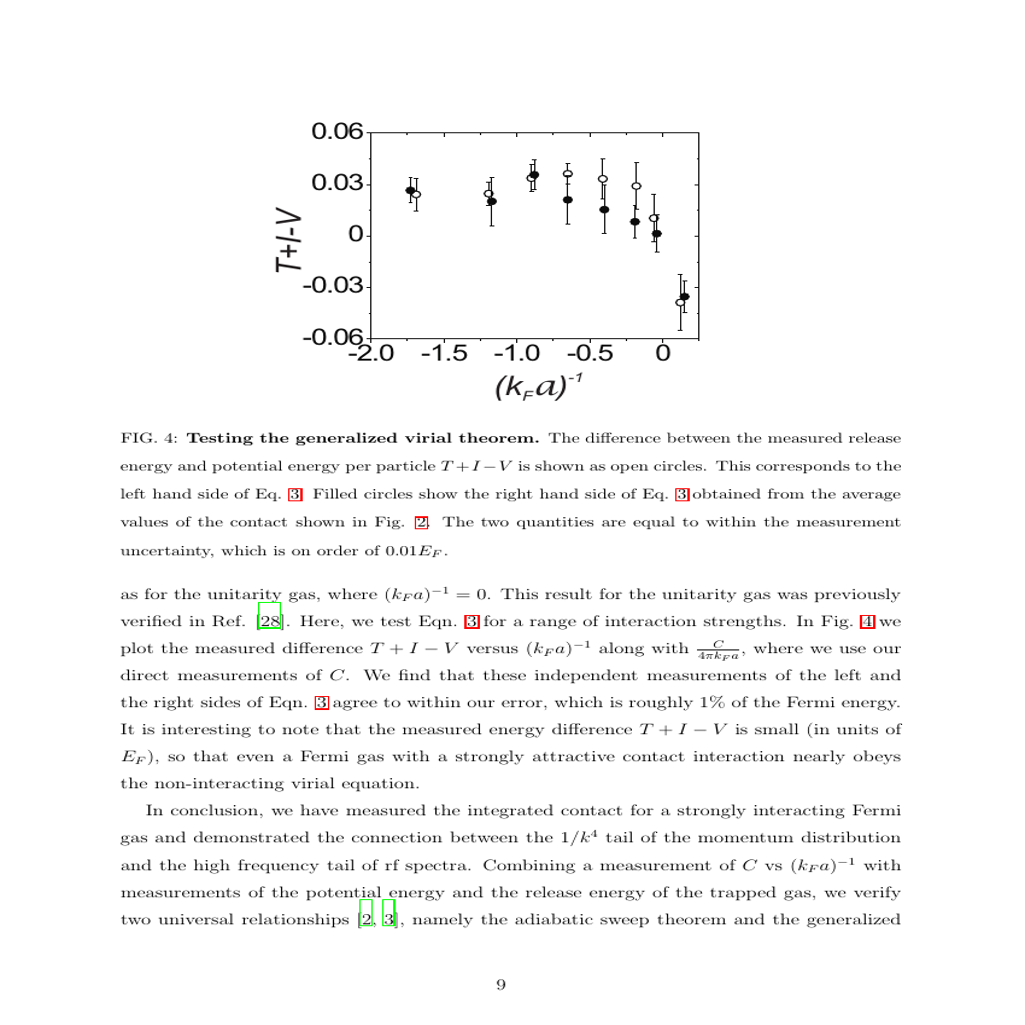 0.06
0.03
0
-0.03
-0.06
T+I-V
-2.0 -1.5 -1.0 -0.5 0
(k_F a)^-1
FIG. 4: Testing the generalized virial theorem. The difference between the measured release
energy and potential energy per particle T + I − V is shown as open circles. This corresponds to the
left hand side of Eq. 3. Filled circles show the right hand side of Eq. 3 obtained from the average
values of the contact shown in Fig. 2. The two quantities are equal to within the measurement
uncertainty, which is on order of 0.01E_F.
as for the unitarity gas, where (k_F a)^−1 = 0. This result for the unitarity gas was previously
verified in Ref. [28]. Here, we test Eqn. 3 for a range of interaction strengths. In Fig. 4 we
plot the measured difference T + I − V versus (k_F a)^−1 along with C/(4πk_F a), where we use our
direct measurements of C. We find that these independent measurements of the left and
the right sides of Eqn. 3 agree to within our error, which is roughly 1% of the Fermi energy.
It is interesting to note that the measured energy difference T + I − V is small (in units of
E_F), so that even a Fermi gas with a strongly attractive contact interaction nearly obeys
the non-interacting virial equation.
In conclusion, we have measured the integrated contact for a strongly interacting Fermi
gas and demonstrated the connection between the 1/k^4 tail of the momentum distribution
and the high frequency tail of rf spectra. Combining a measurement of C vs (k_F a)^−1 with
measurements of the potential energy and the release energy of the trapped gas, we verify
two universal relationships [2, 3], namely the adiabatic sweep theorem and the generalized
9